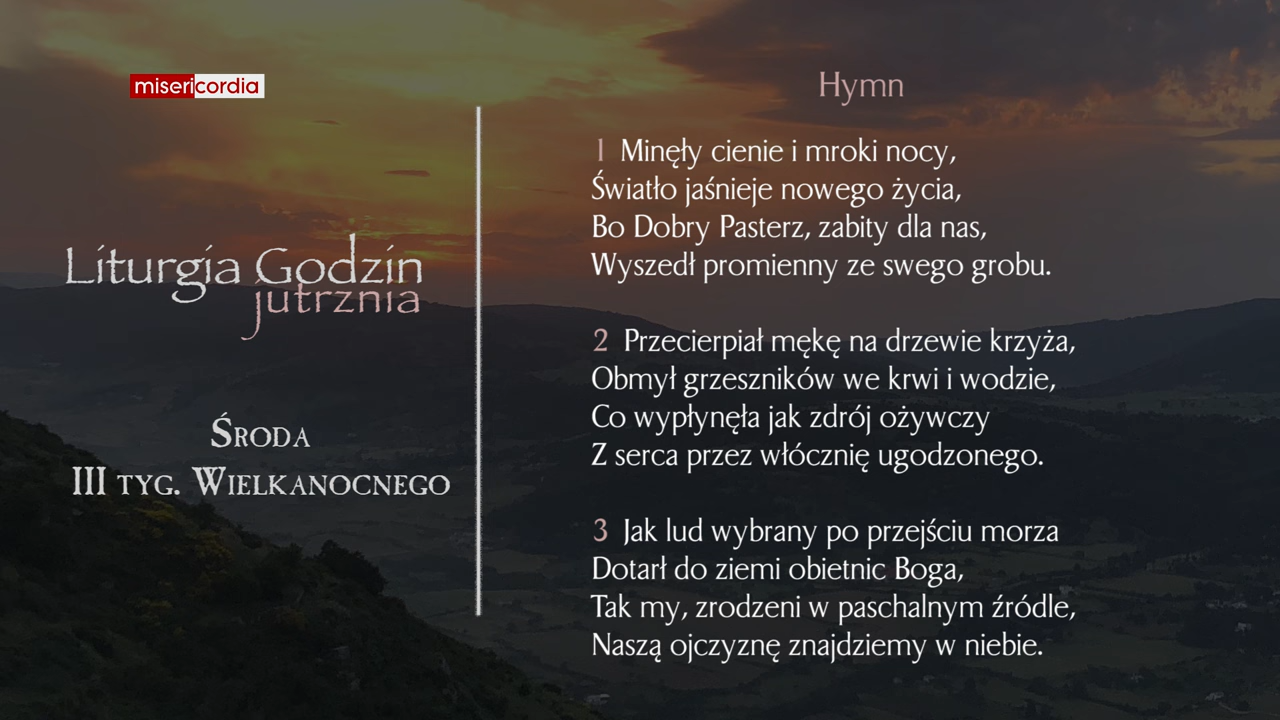 misericordia
Liturgia Godzin
jutrznia
Środa
III tyg. Wielkanocnego
Hymn
1 Minęły cienie i mroki nocy,
Światło jaśnieje nowego życia,
Bo Dobry Pasterz, zabity dla nas,
Wyszedł promienny ze swego grobu.
2 Przecierpiał mękę na drzewie krzyża,
Obmył grzeszników we krwi i wodzie,
Co wypłynęła jak zdrój ożywczy
Z serca przez włócznię ugodzonego.
3 Jak lud wybrany po przejściu morza
Dotarł do ziemi obietnic Boga,
Tak my, zrodzeni w paschalnym źródle,
Naszą ojczyznę znajdziemy w niebie.